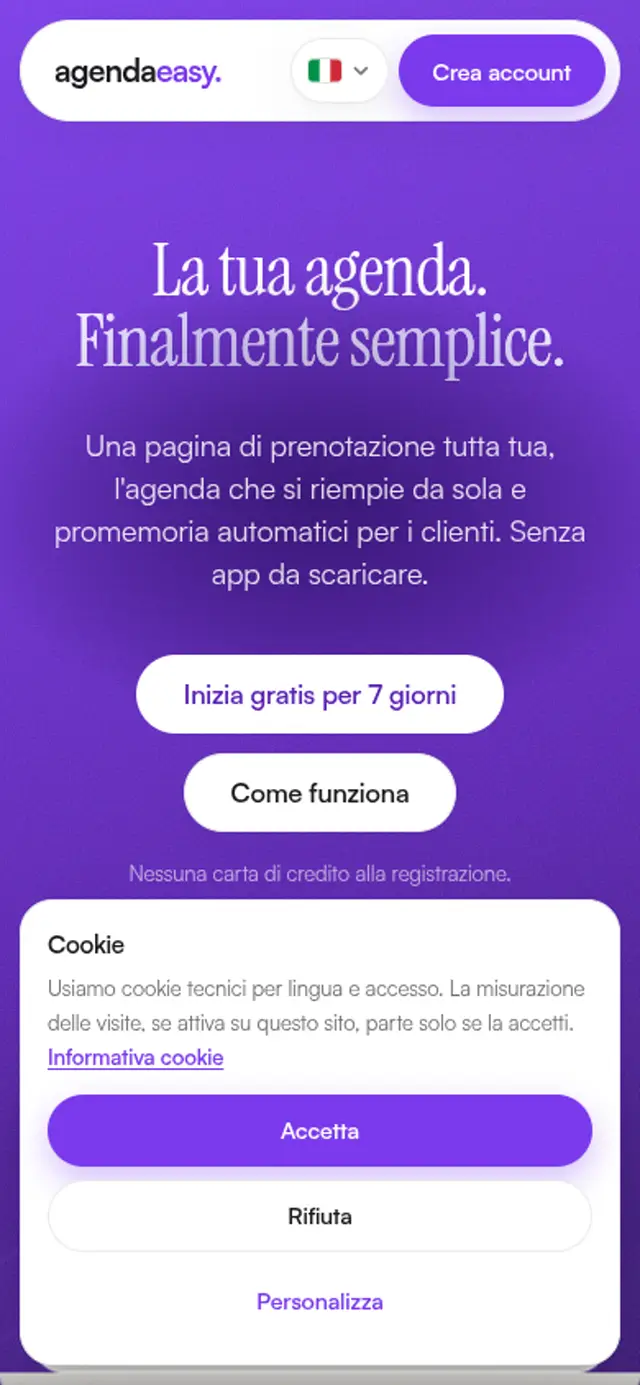 agendaeasy.
Crea account
La tua agenda.
Finalmente semplice.
Una pagina di prenotazione tutta tua,
l'agenda che si riempie da sola e
promemoria automatici per i clienti. Senza
app da scaricare.
Inizia gratis per 7 giorni
Come funziona
Nessuna carta di credito alla registrazione.
Cookie
Usiamo cookie tecnici per lingua e accesso. La misurazione
delle visite, se attiva su questo sito, parte solo se la accetti.
Informativa cookie
Accetta
Rifiuta
Personalizza